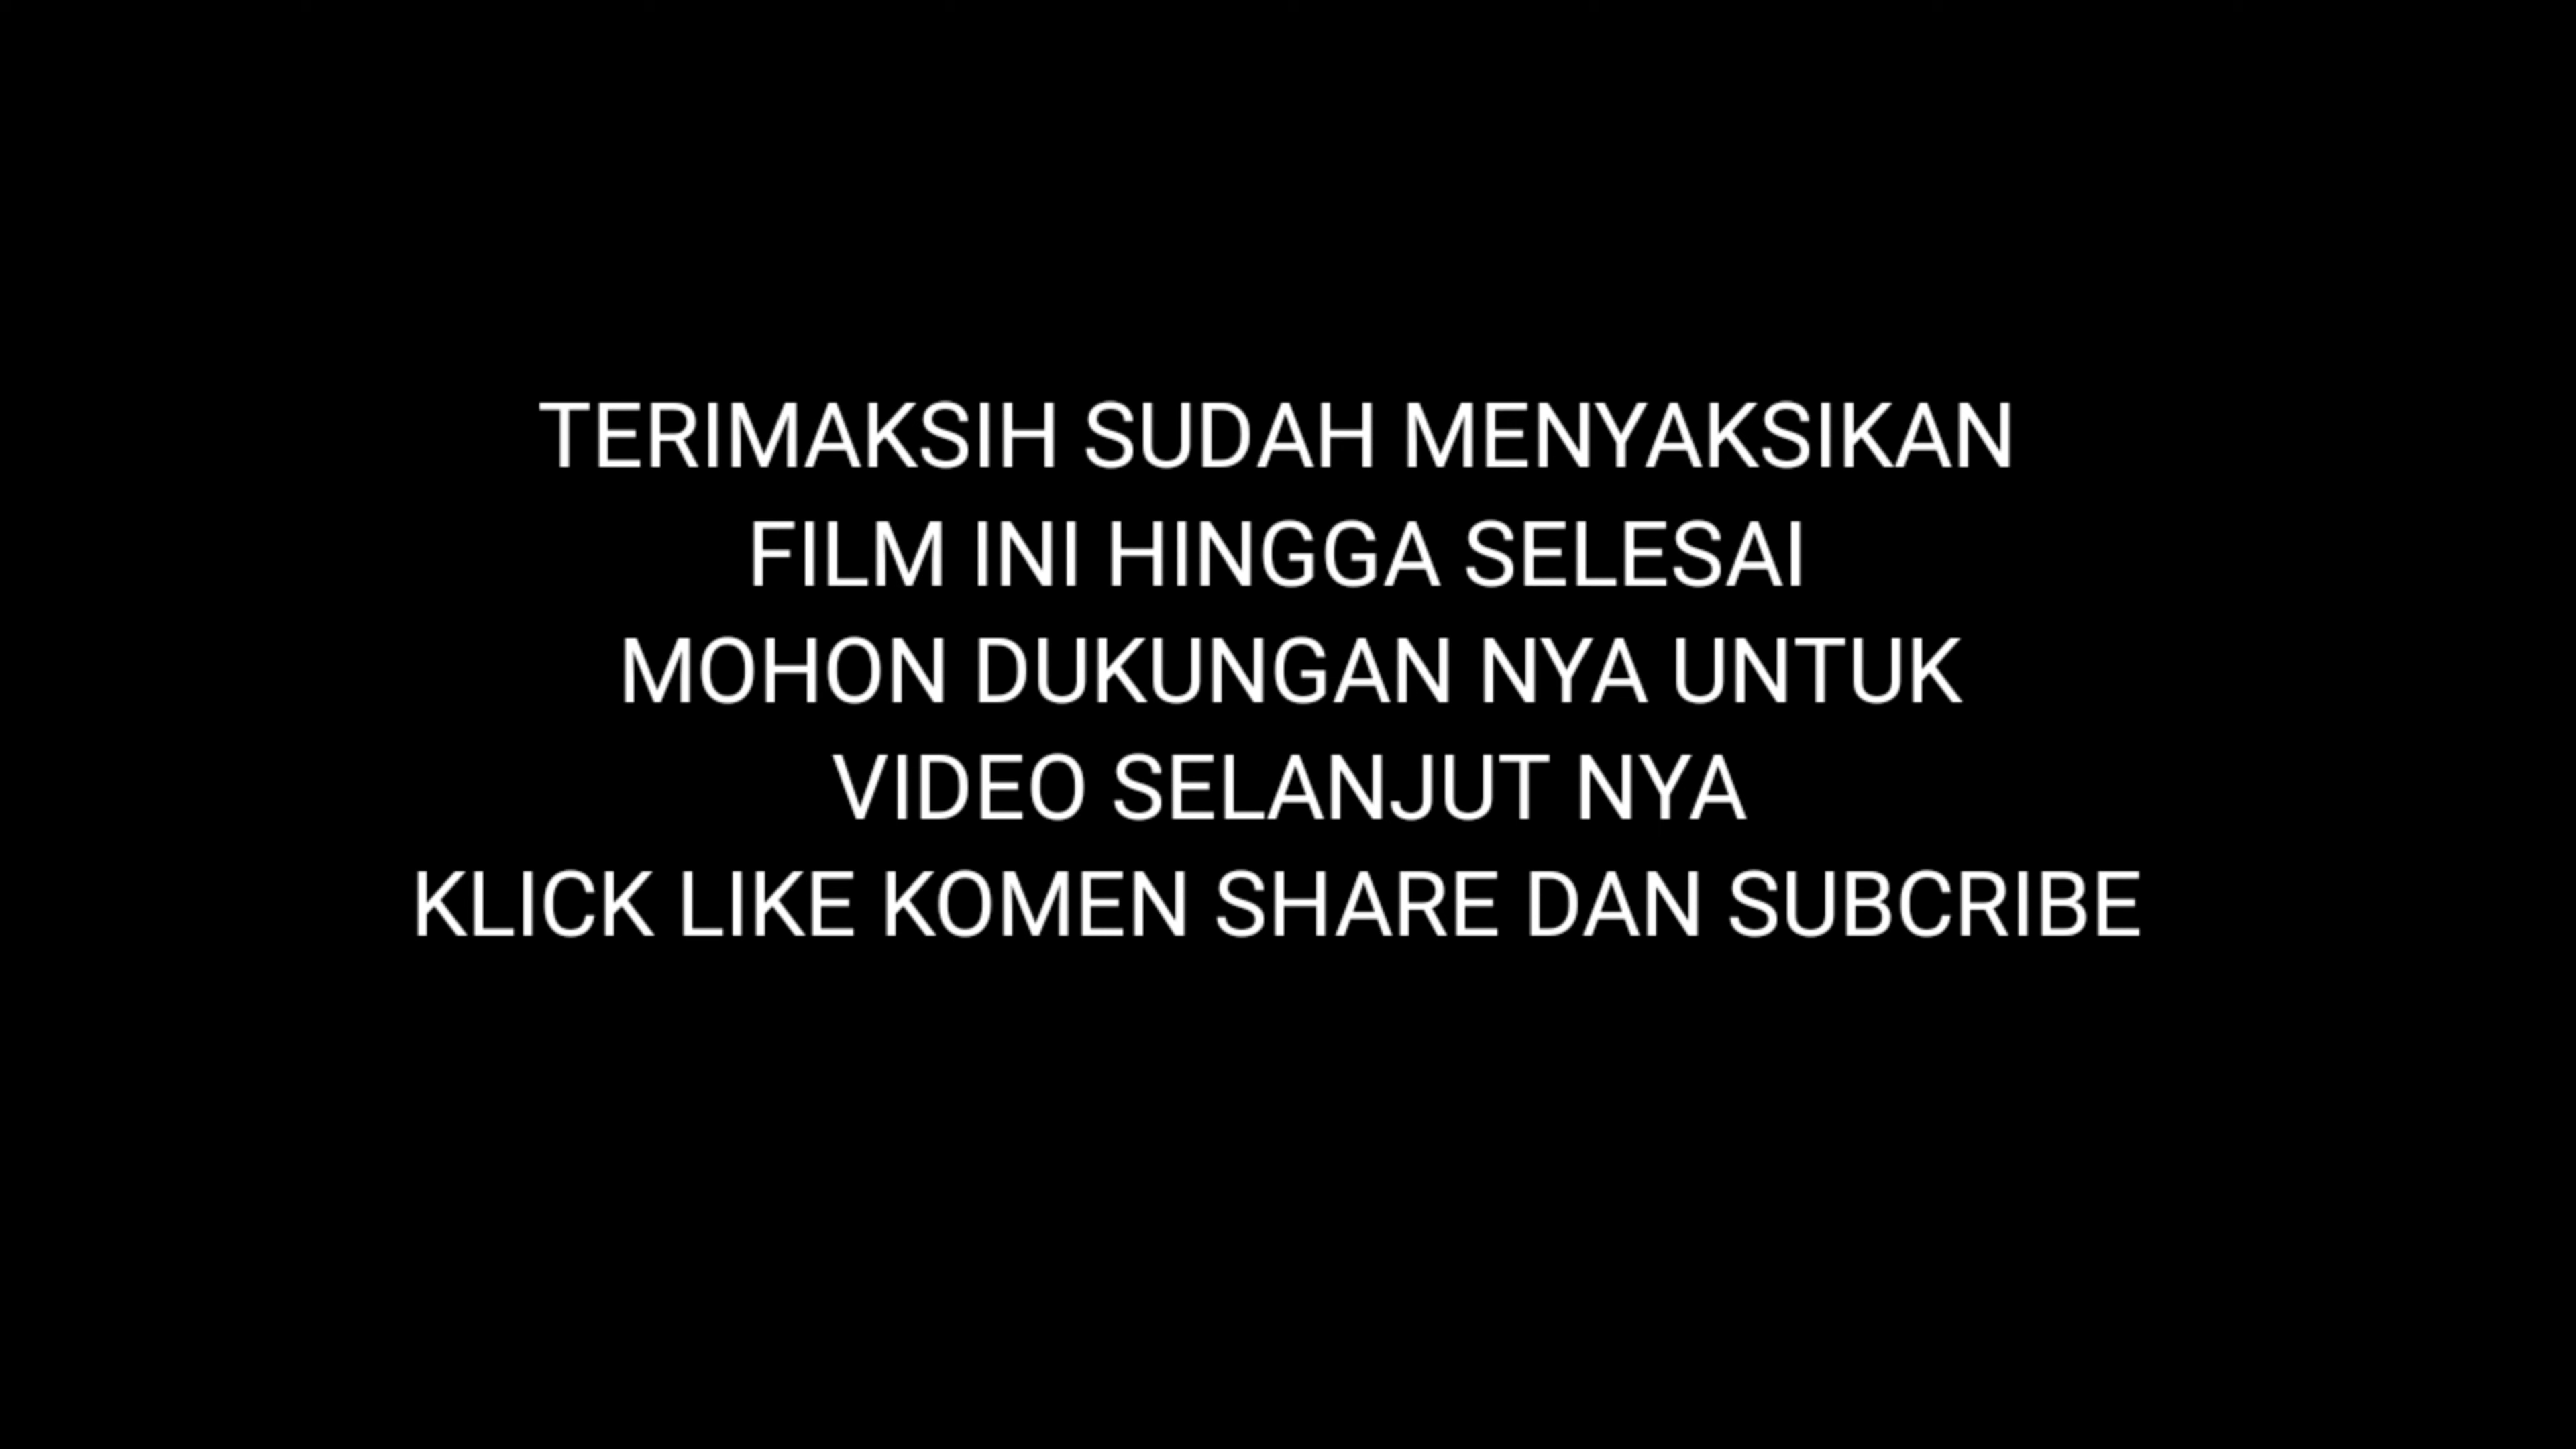 TERIMAKSIH SUDAH MENYAKSIKAN
FILM INI HINGGA SELESAI
MOHON DUKUNGAN NYA UNTUK
VIDEO SELANJUT NYA
KLICK LIKE KOMEN SHARE DAN SUBCRIBE